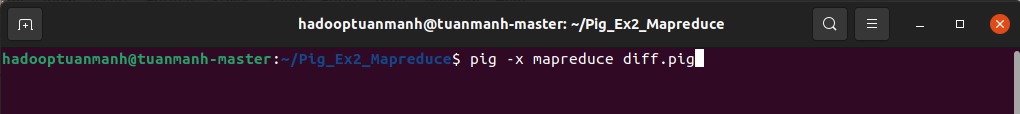 hadooptuanmanh@tuanmanh-master: ~/Pig_Ex2_Mapreduce
hadooptuanmanh@tuanmanh-master:~/Pig_Ex2_Mapreduce$ pig -x mapreduce diff.pig